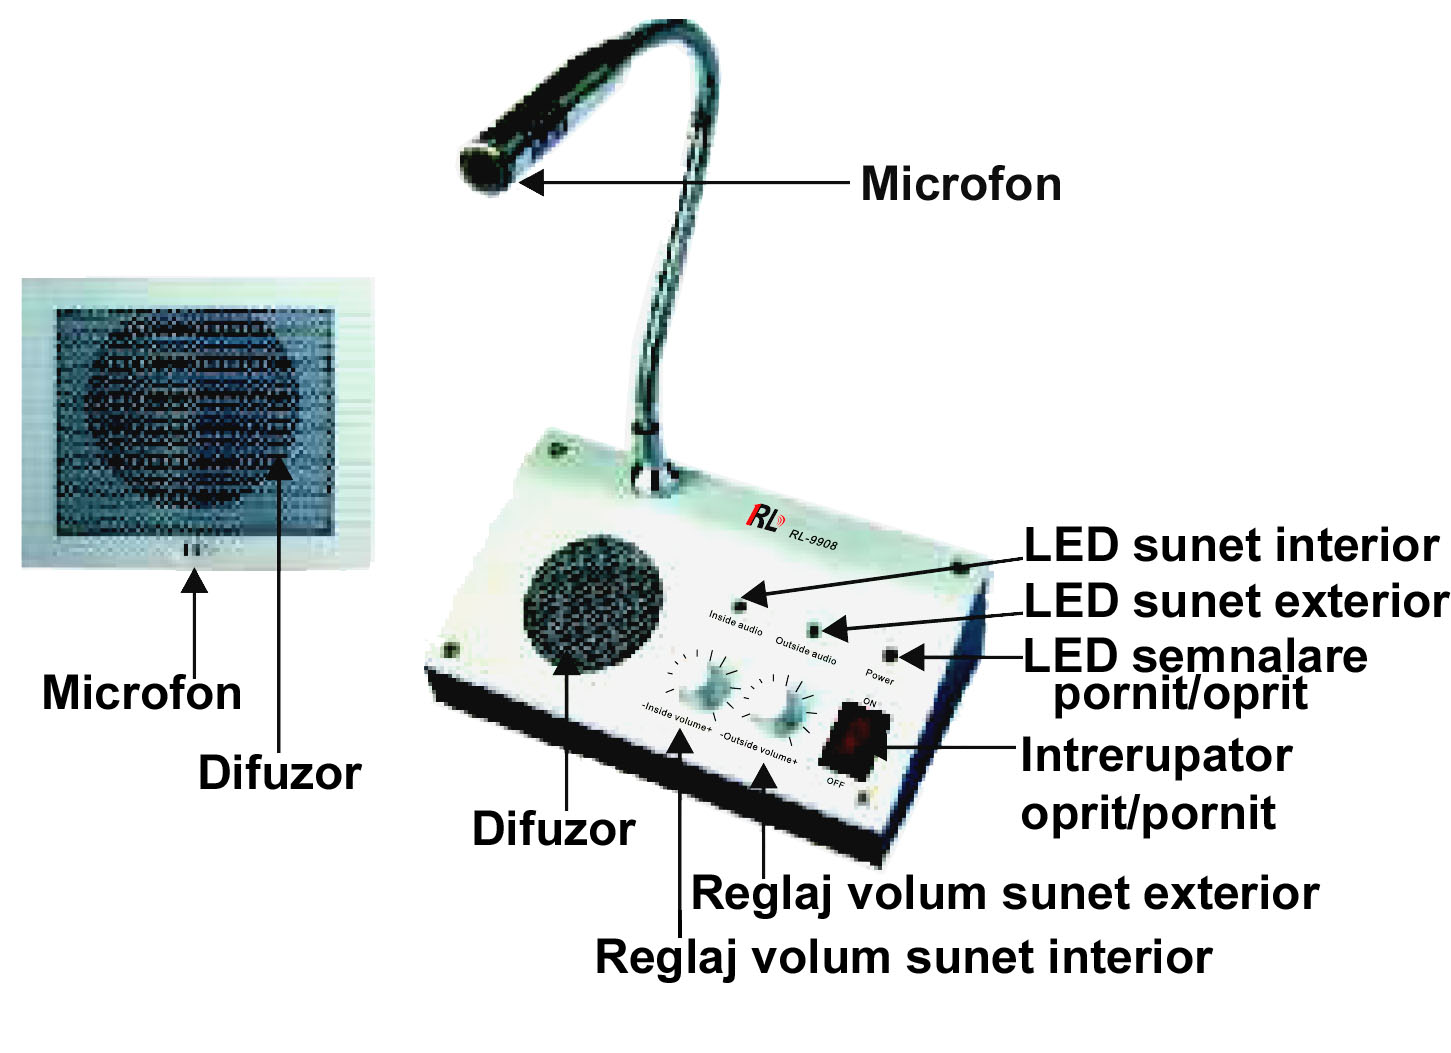 Microfon
RL
RL-9908
LED sunet interior
Inside audio
LED sunet exterior
Outside audio
LED semnalare
pornit/oprit
Power
ON
-Inside volume+
-Outside volume+
OFF
Intrerupator
oprit/pornit
Microfon
Difuzor
Difuzor
Reglaj volum sunet exterior
Reglaj volum sunet interior